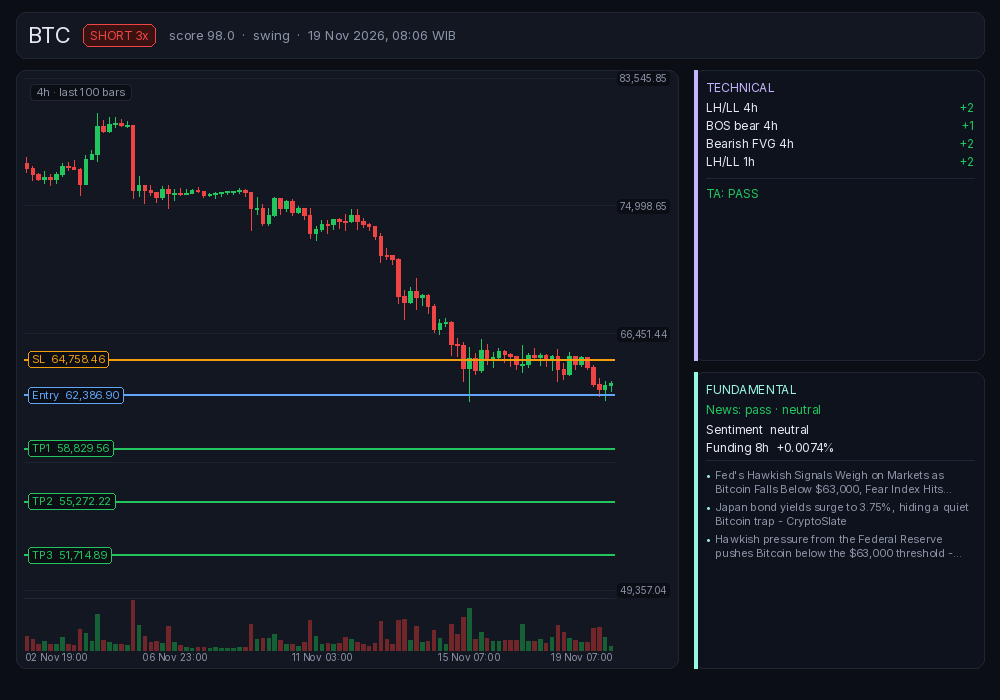 BTC SHORT 3x score 98.0 · swing · 19 Nov 2026, 08:06 WIB
4h · last 100 bars
83,545.85
74,998.65
66,451.44
SL 64,758.46
Entry 62,386.90
TP1 58,829.56
TP2 55,272.22
TP3 51,714.89
49,357.04
02 Nov 19:00 06 Nov 23:00 11 Nov 03:00 15 Nov 07:00 19 Nov 07:00
TECHNICAL
LH/LL 4h +2
BOS bear 4h +1
Bearish FVG 4h +2
LH/LL 1h +2
TA: PASS
FUNDAMENTAL
News: pass · neutral
Sentiment neutral
Funding 8h +0.0074%
• Fed's Hawkish Signals Weigh on Markets as
Bitcoin Falls Below $63,000, Fear Index Hits...
• Japan bond yields surge to 3.75%, hiding a quiet
Bitcoin trap - CryptoSlate
• Hawkish pressure from the Federal Reserve
pushes Bitcoin below the $63,000 threshold -...